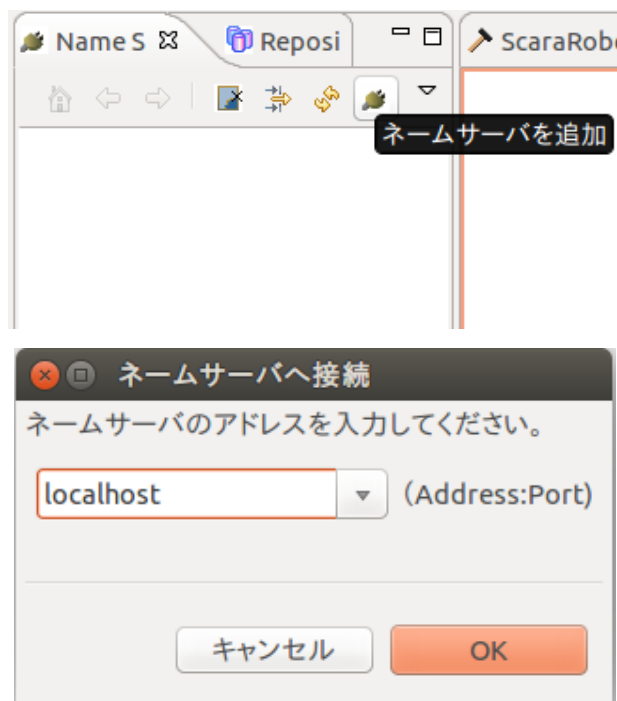 Name S
Reposi
ScaraRob
ネームサーバを追加
ネームサーバへ接続
ネームサーバのアドレスを入力してください。
localhost
(Address:Port)
キャンセル
OK